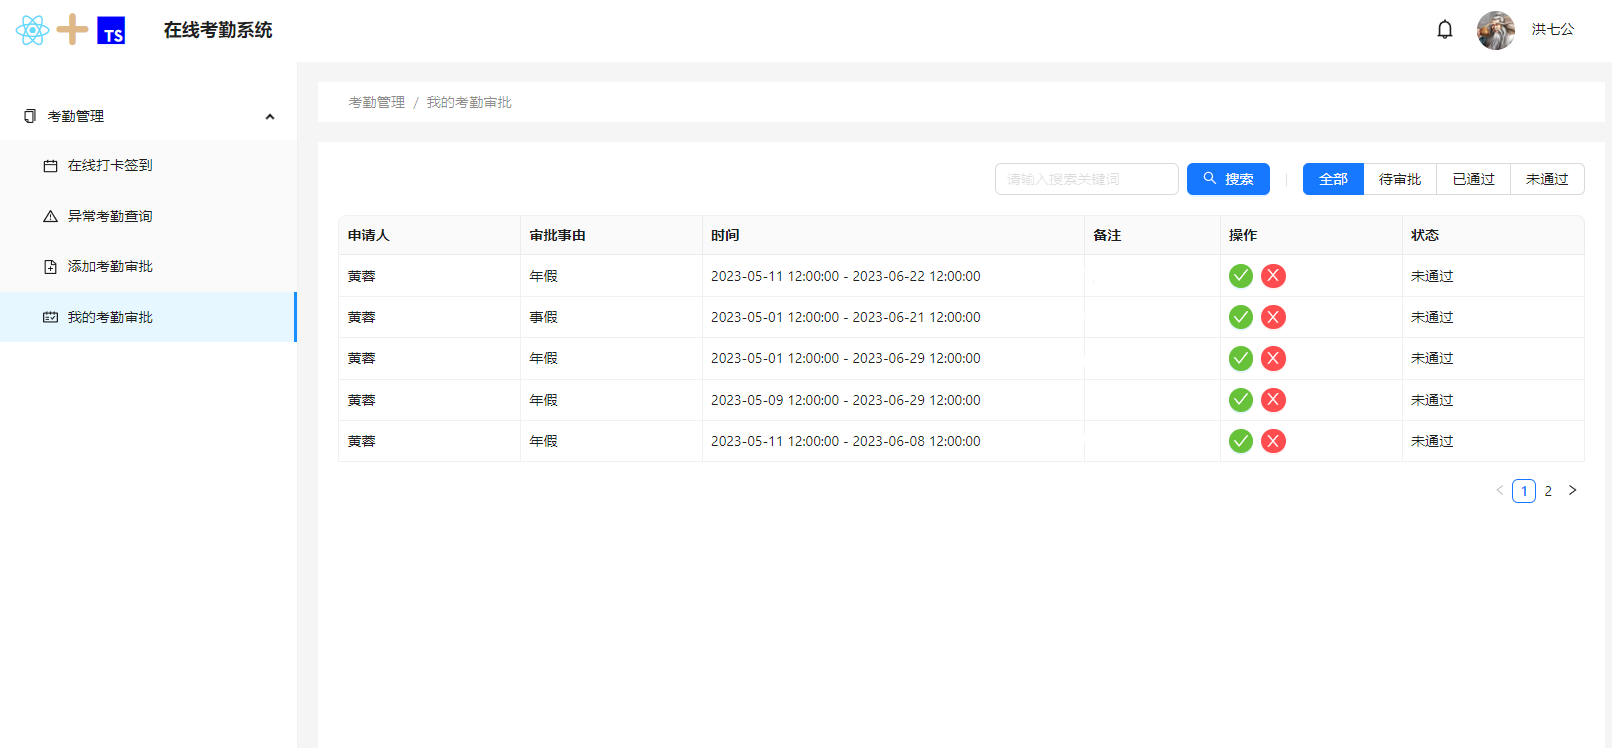 TS 在线考勤系统 洪七公
考勤管理
在线打卡签到
异常考勤查询
添加考勤审批
我的考勤审批
考勤管理 / 我的考勤审批
请输入搜索关键词 搜索 全部 待审批 已通过 未通过
申请人 审批事由 时间 备注 操作 状态
黄蓉 年假 2023-05-11 12:00:00 - 2023-06-22 12:00:00 未通过
黄蓉 事假 2023-05-01 12:00:00 - 2023-06-21 12:00:00 未通过
黄蓉 年假 2023-05-01 12:00:00 - 2023-06-29 12:00:00 未通过
黄蓉 年假 2023-05-09 12:00:00 - 2023-06-29 12:00:00 未通过
黄蓉 年假 2023-05-11 12:00:00 - 2023-06-08 12:00:00 未通过
< 1 2 >